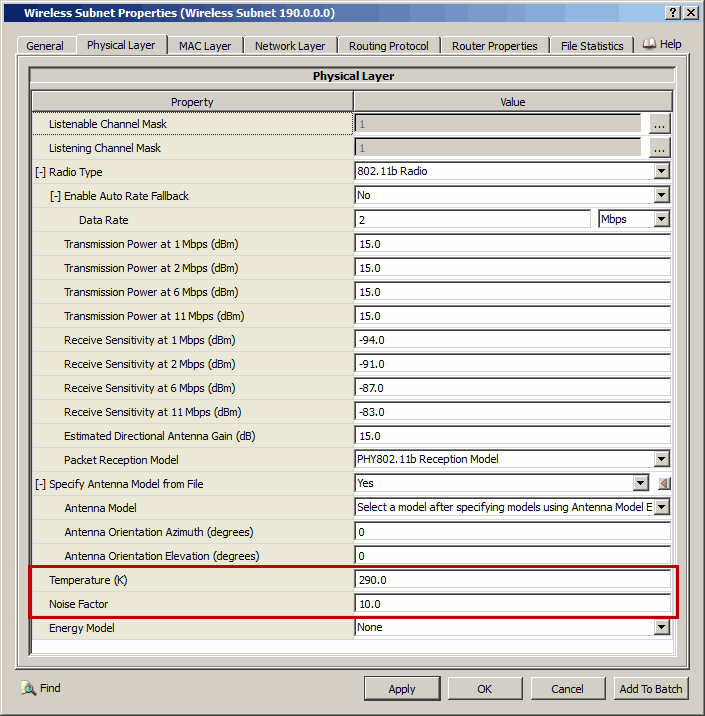 Wireless Subnet Properties (Wireless Subnet 190.0.0.0)
General Physical Layer MAC Layer Network Layer Routing Protocol Router Properties File Statistics Help
Physical Layer
Property Value
Listenable Channel Mask 1 ...
Listening Channel Mask 1 ...
[-] Radio Type 802.11b Radio
[-] Enable Auto Rate Fallback No
Data Rate 2 Mbps
Transmission Power at 1 Mbps (dBm) 15.0
Transmission Power at 2 Mbps (dBm) 15.0
Transmission Power at 6 Mbps (dBm) 15.0
Transmission Power at 11 Mbps (dBm) 15.0
Receive Sensitivity at 1 Mbps (dBm) -94.0
Receive Sensitivity at 2 Mbps (dBm) -91.0
Receive Sensitivity at 6 Mbps (dBm) -87.0
Receive Sensitivity at 11 Mbps (dBm) -83.0
Estimated Directional Antenna Gain (dB) 15.0
Packet Reception Model PHY802.11b Reception Model
[-] Specify Antenna Model from File Yes
Antenna Model Select a model after specifying models using Antenna Model E
Antenna Orientation Azimuth (degrees) 0
Antenna Orientation Elevation (degrees) 0
Temperature (K) 290.0
Noise Factor 10.0
Energy Model None
Find Apply OK Cancel Add To Batch